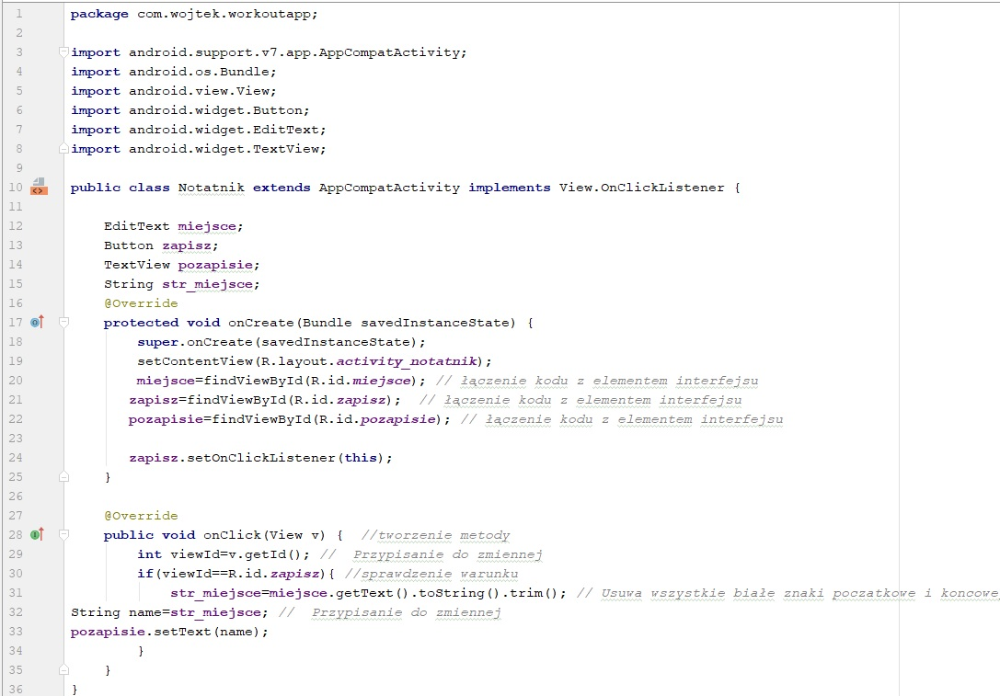 1 package com.wojtek.workoutapp;
2
3 import android.support.v7.app.AppCompatActivity;
4 import android.os.Bundle;
5 import android.view.View;
6 import android.widget.Button;
7 import android.widget.EditText;
8 import android.widget.TextView;
9
10 public class Notatnik extends AppCompatActivity implements View.OnClickListener {
11
12     EditText miejsce;
13     Button zapisz;
14     TextView pozapisie;
15     String str_miejsce;
16     @Override
17     protected void onCreate(Bundle savedInstanceState) {
18         super.onCreate(savedInstanceState);
19         setContentView(R.layout.activity_notatnik);
20         miejsce=findViewById(R.id.miejsce); // łączenie kodu z elementem interfejsu
21        zapisz=findViewById(R.id.zapisz);  // łączenie kodu z elementem interfejsu
22        pozapisie=findViewById(R.id.pozapisie); // łączenie kodu z elementem interfejsu
23
24        zapisz.setOnClickListener(this);
25     }
26
27     @Override
28     public void onClick(View v) {  //tworzenie metody
29         int viewId=v.getId(); //  Przypisanie do zmiennej
30         if(viewId==R.id.zapisz){ //sprawdzenie warunku
31             str_miejsce=miejsce.getText().toString().trim(); // Usuwa wszystkie białe znaki poczatkowe i koncowe,
32 String name=str_miejsce; //  Przypisanie do zmiennej
33 pozapisie.setText(name);
34         }
35     }
36 }